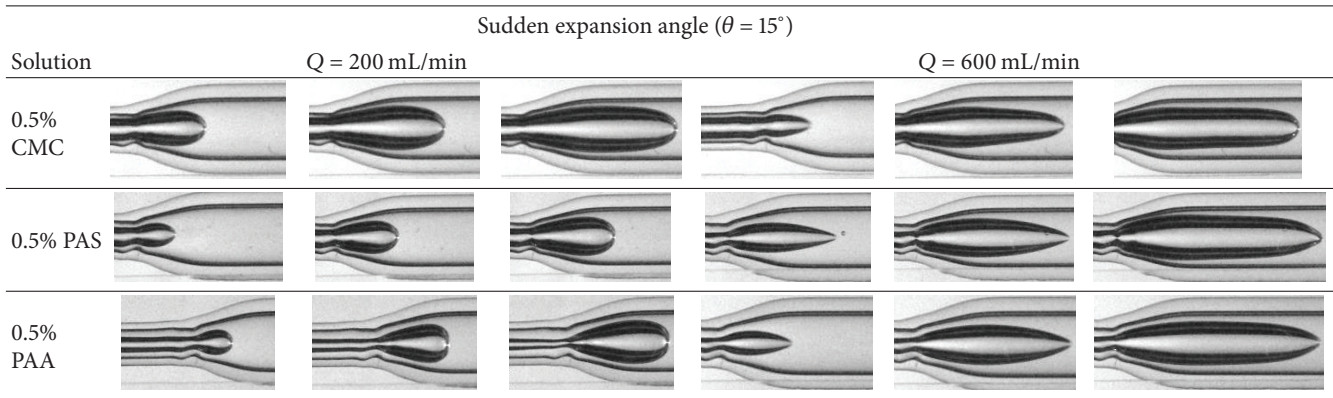 Sudden expansion angle (θ = 15°)
Solution Q = 200 mL/min Q = 600 mL/min
0.5%
CMC
0.5% PAS
0.5%
PAA